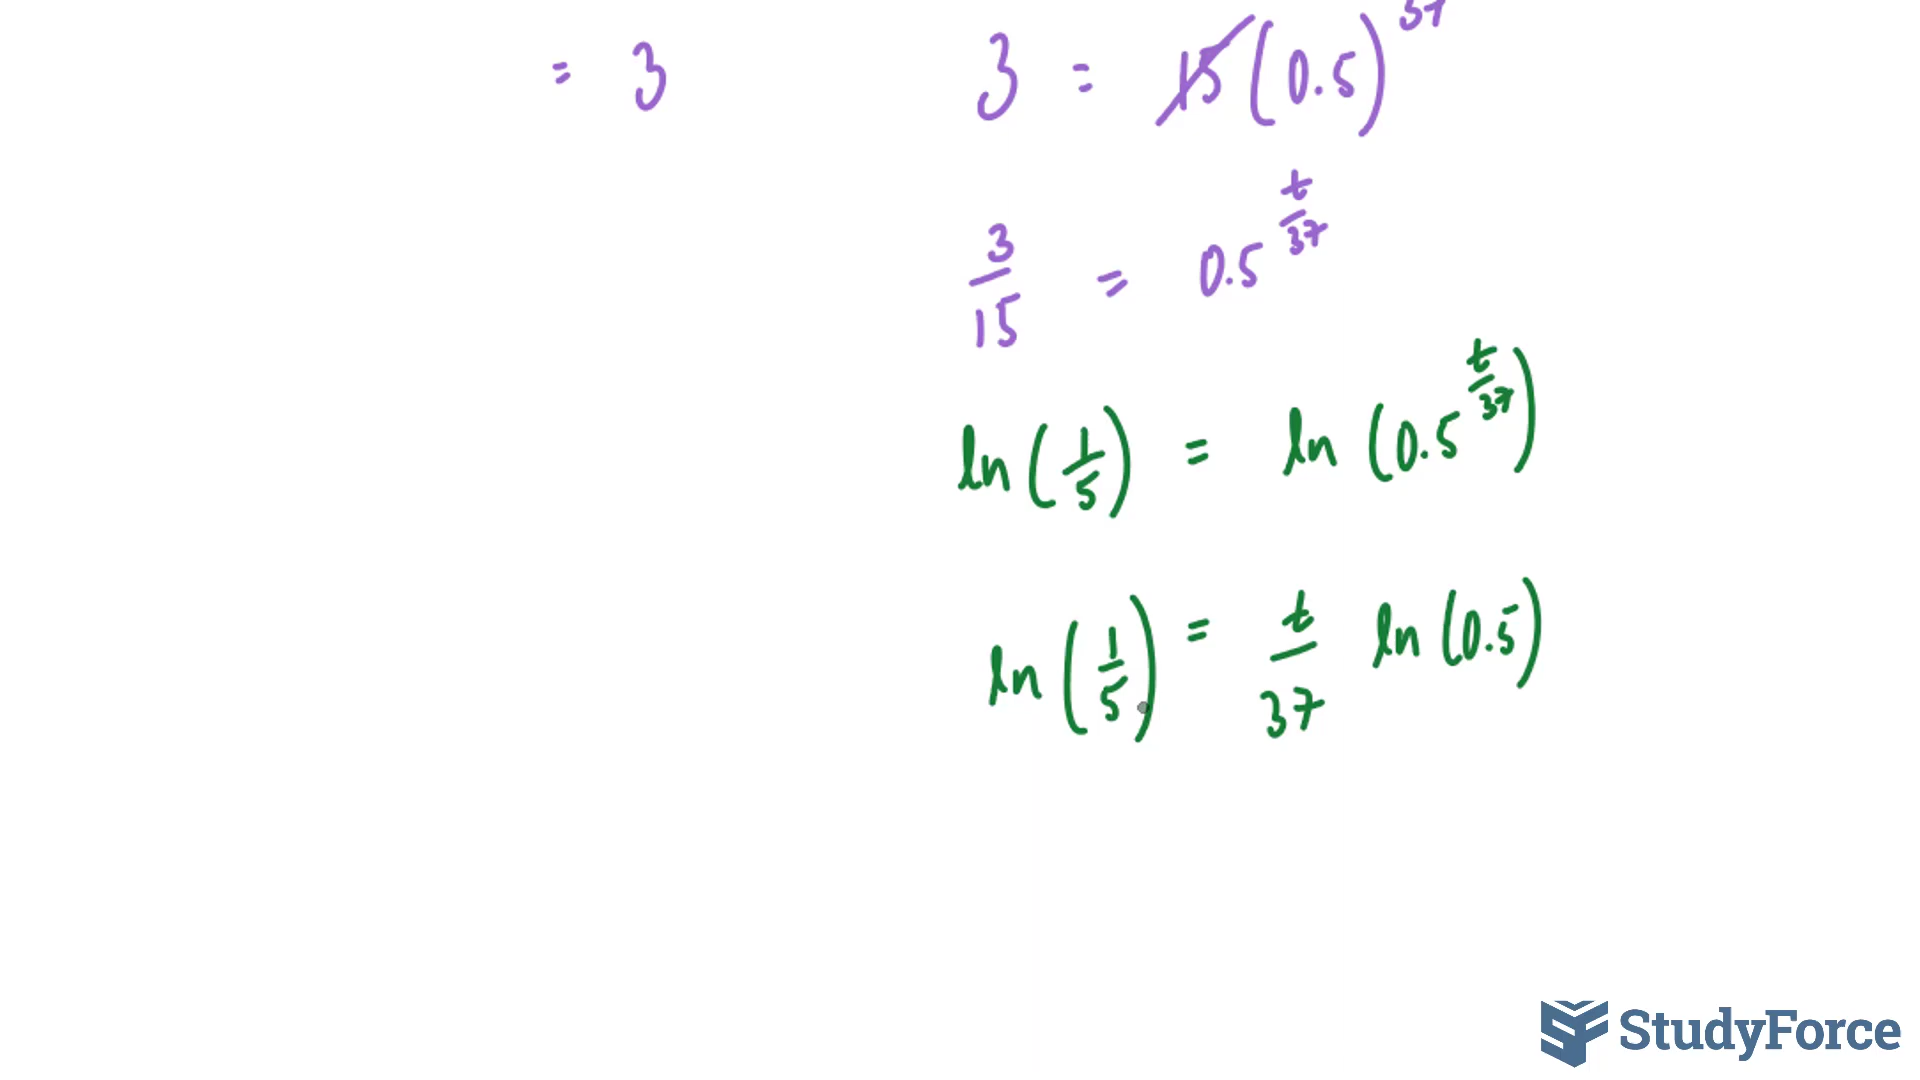 = 3
3 = 15(0.5)^37
3/15 = 0.5^(t/37)
ln(1/5) = ln(0.5^(t/37))
ln(1/5) = t/37 ln(0.5)
StudyForce